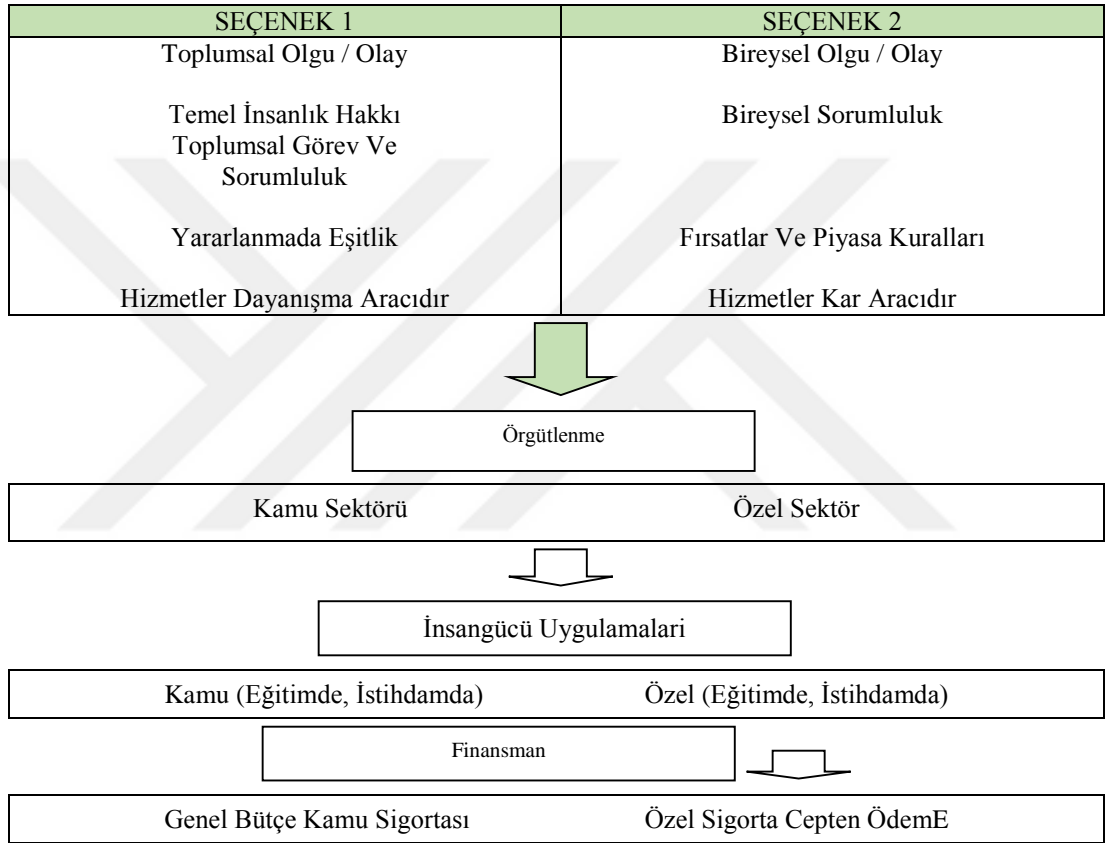 SEÇENEK 1
SEÇENEK 2
Toplumsal Olgu / Olay
Temel İnsanlık Hakkı
Toplumsal Görev Ve
Sorumluluk
Yararlanmada Eşitlik
Hizmetler Dayanışma Aracıdır
Bireysel Olgu / Olay
Bireysel Sorumluluk
Fırsatlar Ve Piyasa Kuralları
Hizmetler Kar Aracıdır
Örgütlenme
Kamu Sektörü Özel Sektör
İnsangücü Uygulamalari
Kamu (Eğitimde, İstihdamda) Özel (Eğitimde, İstihdamda)
Finansman
Genel Bütçe Kamu Sigortası Özel Sigorta Cepten ÖdemE